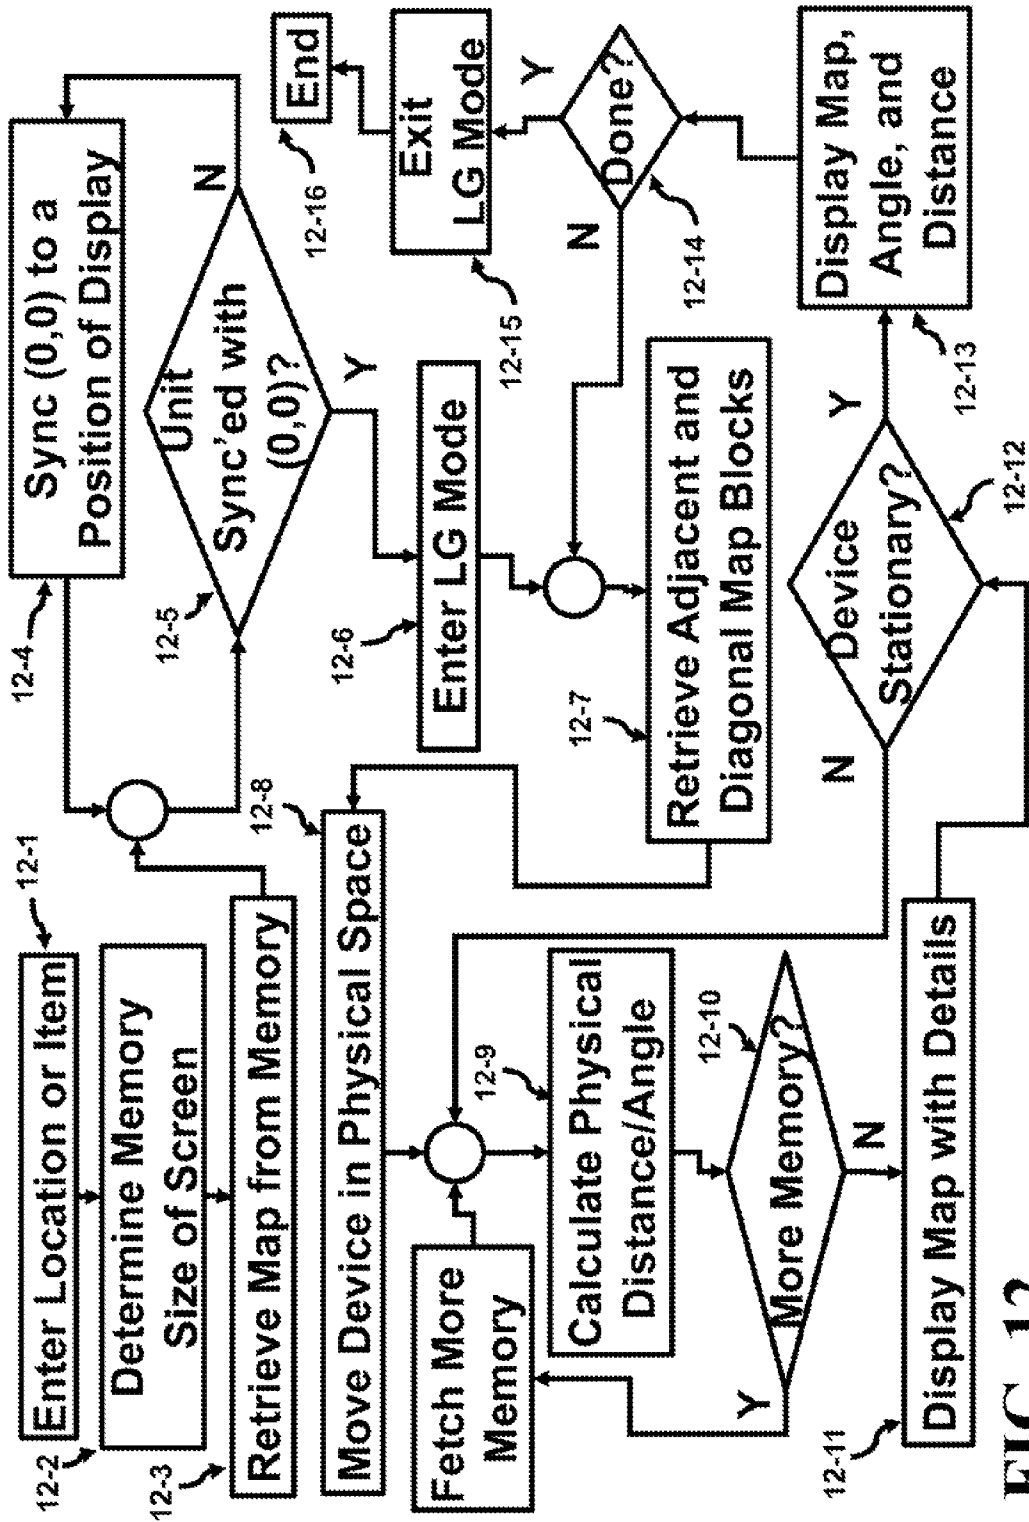 12-1
Enter Location or Item
12-2
Determine Memory
Size of Screen
12-3
Retrieve Map from Memory
12-4
Sync (0,0) to a
Position of Display
12-5
Unit
Sync'ed with
(0,0)?
N
Y
12-6
Enter LG Mode
12-7
Retrieve Adjacent and
Diagonal Map Blocks
12-8
Move Device in Physical Space
Fetch More
Memory
12-9
Calculate Physical
Distance/Angle
12-10
More Memory?
Y
N
12-11
Display Map with Details
12-12
Device
Stationary?
N
Y
12-13
Display Map,
Angle, and
Distance
12-14
Done?
N
Y
12-15
Exit
LG Mode
12-16
End
FIG. 12